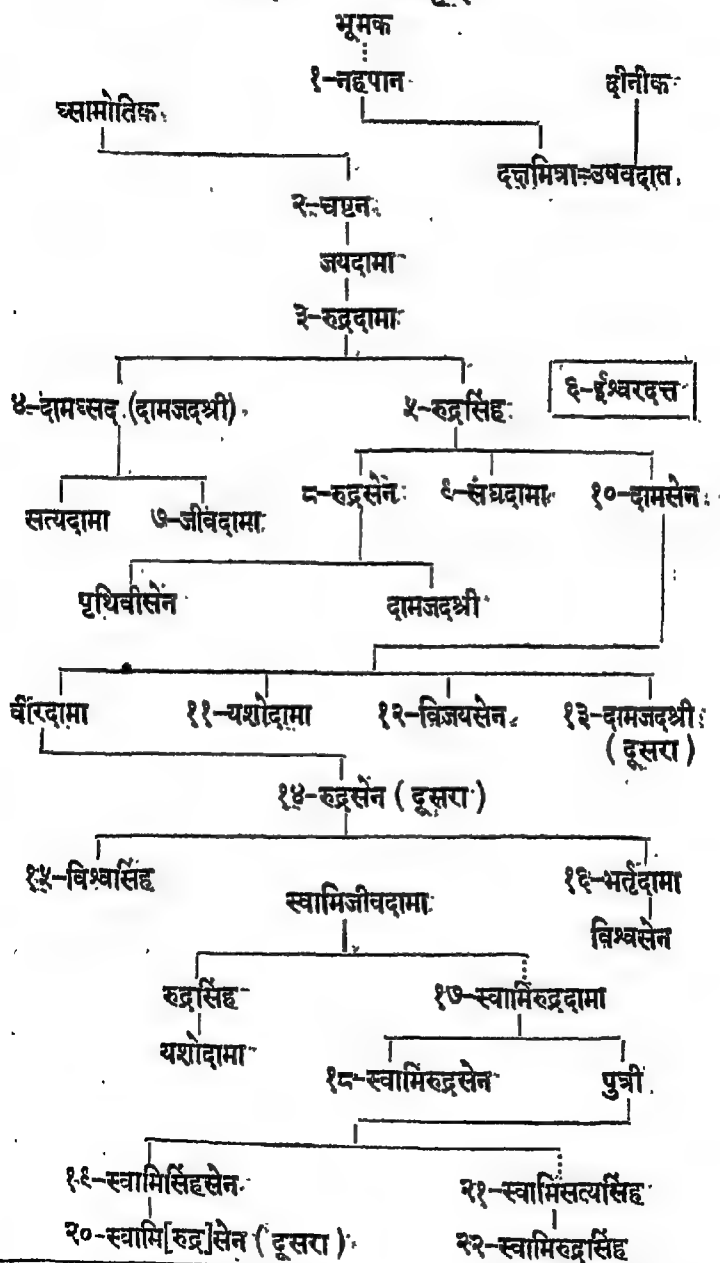 भूमक
१-नहपान द्वीनीक
घ्सामोतिक
दत्तमित्रा=उषवदात
२-चष्टन
जयदामा
३-रुद्रदामा
४-दामघ्सद (दामजदश्री) ५-रुद्रसिंह ६-ईश्वरदत्त
सत्यदामा ७-जीवदामा ८-रुद्रसेन ९-संघदामा १०-दामसेन
पृथिवीसेन दामजदश्री
वीरदामा ११-यशोदामा १२-विजयसेन १३-दामजदश्री
(दूसरा)
१४-रुद्रसेन (दूसरा)
१५-विश्वसिंह १६-भर्तृदामा
स्वामिजीवदामा
विश्वसेन
रुद्रसिंह १७-स्वामिरुद्रदामा
यशोदामा
१८-स्वामिरुद्रसेन पुत्री
१९-स्वामिसिंहसेन २१-स्वामिसत्यसिंह
२०-स्वामि[रुद्र]सेन (दूसरा) २२-स्वामिरुद्रसिंह